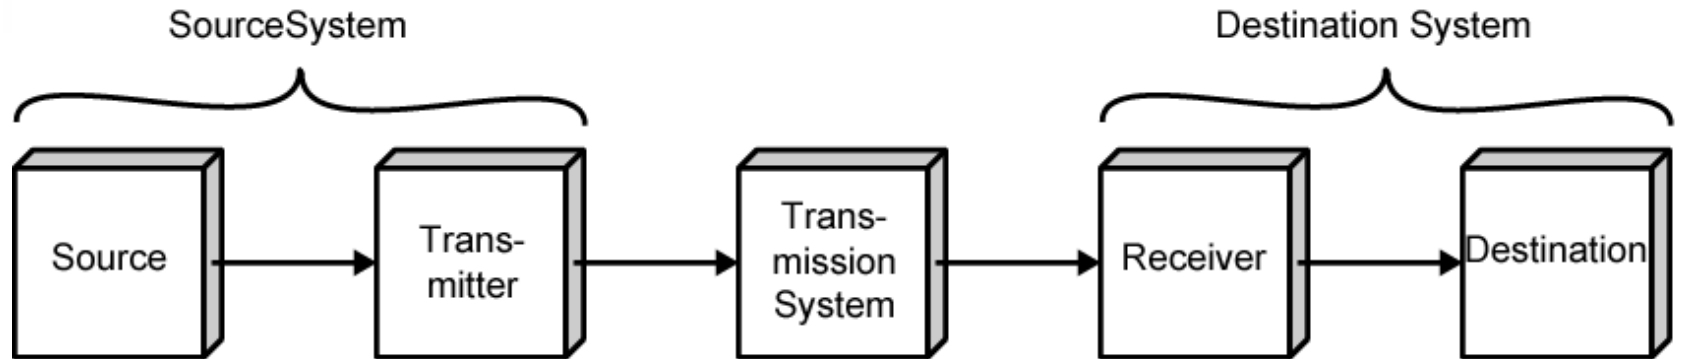 SourceSystem
Destination System
Source
Trans-
mitter
Trans-
mission
System
Receiver
Destination